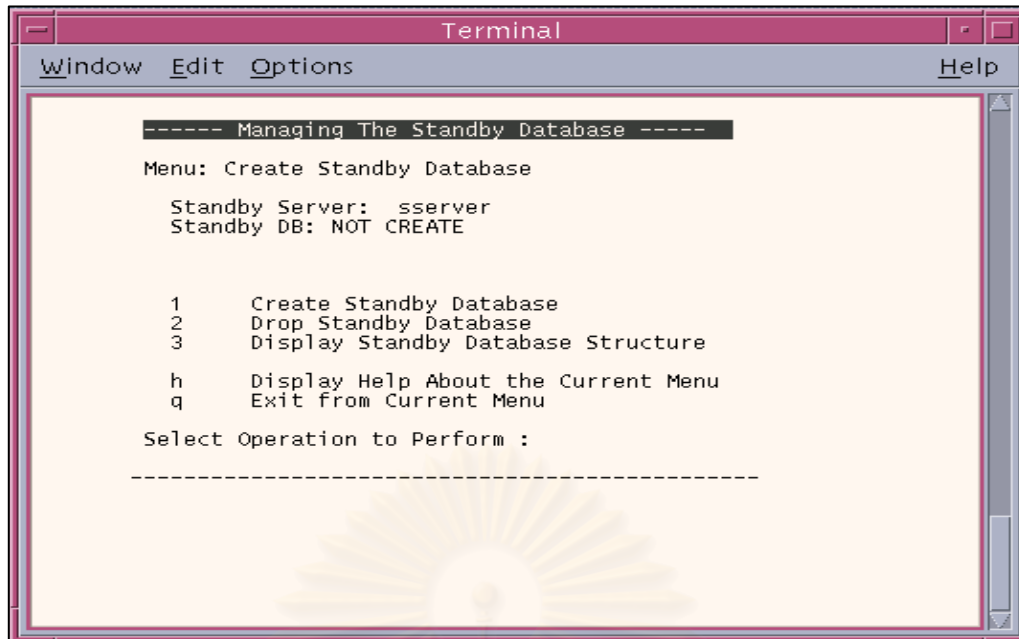 Terminal
Window Edit Options Help
------ Managing The Standby Database -----
Menu: Create Standby Database
Standby Server: sserver
Standby DB: NOT CREATE
1 Create Standby Database
2 Drop Standby Database
3 Display Standby Database Structure
h Display Help About the Current Menu
q Exit from Current Menu
Select Operation to Perform :
-----------------------------------------------